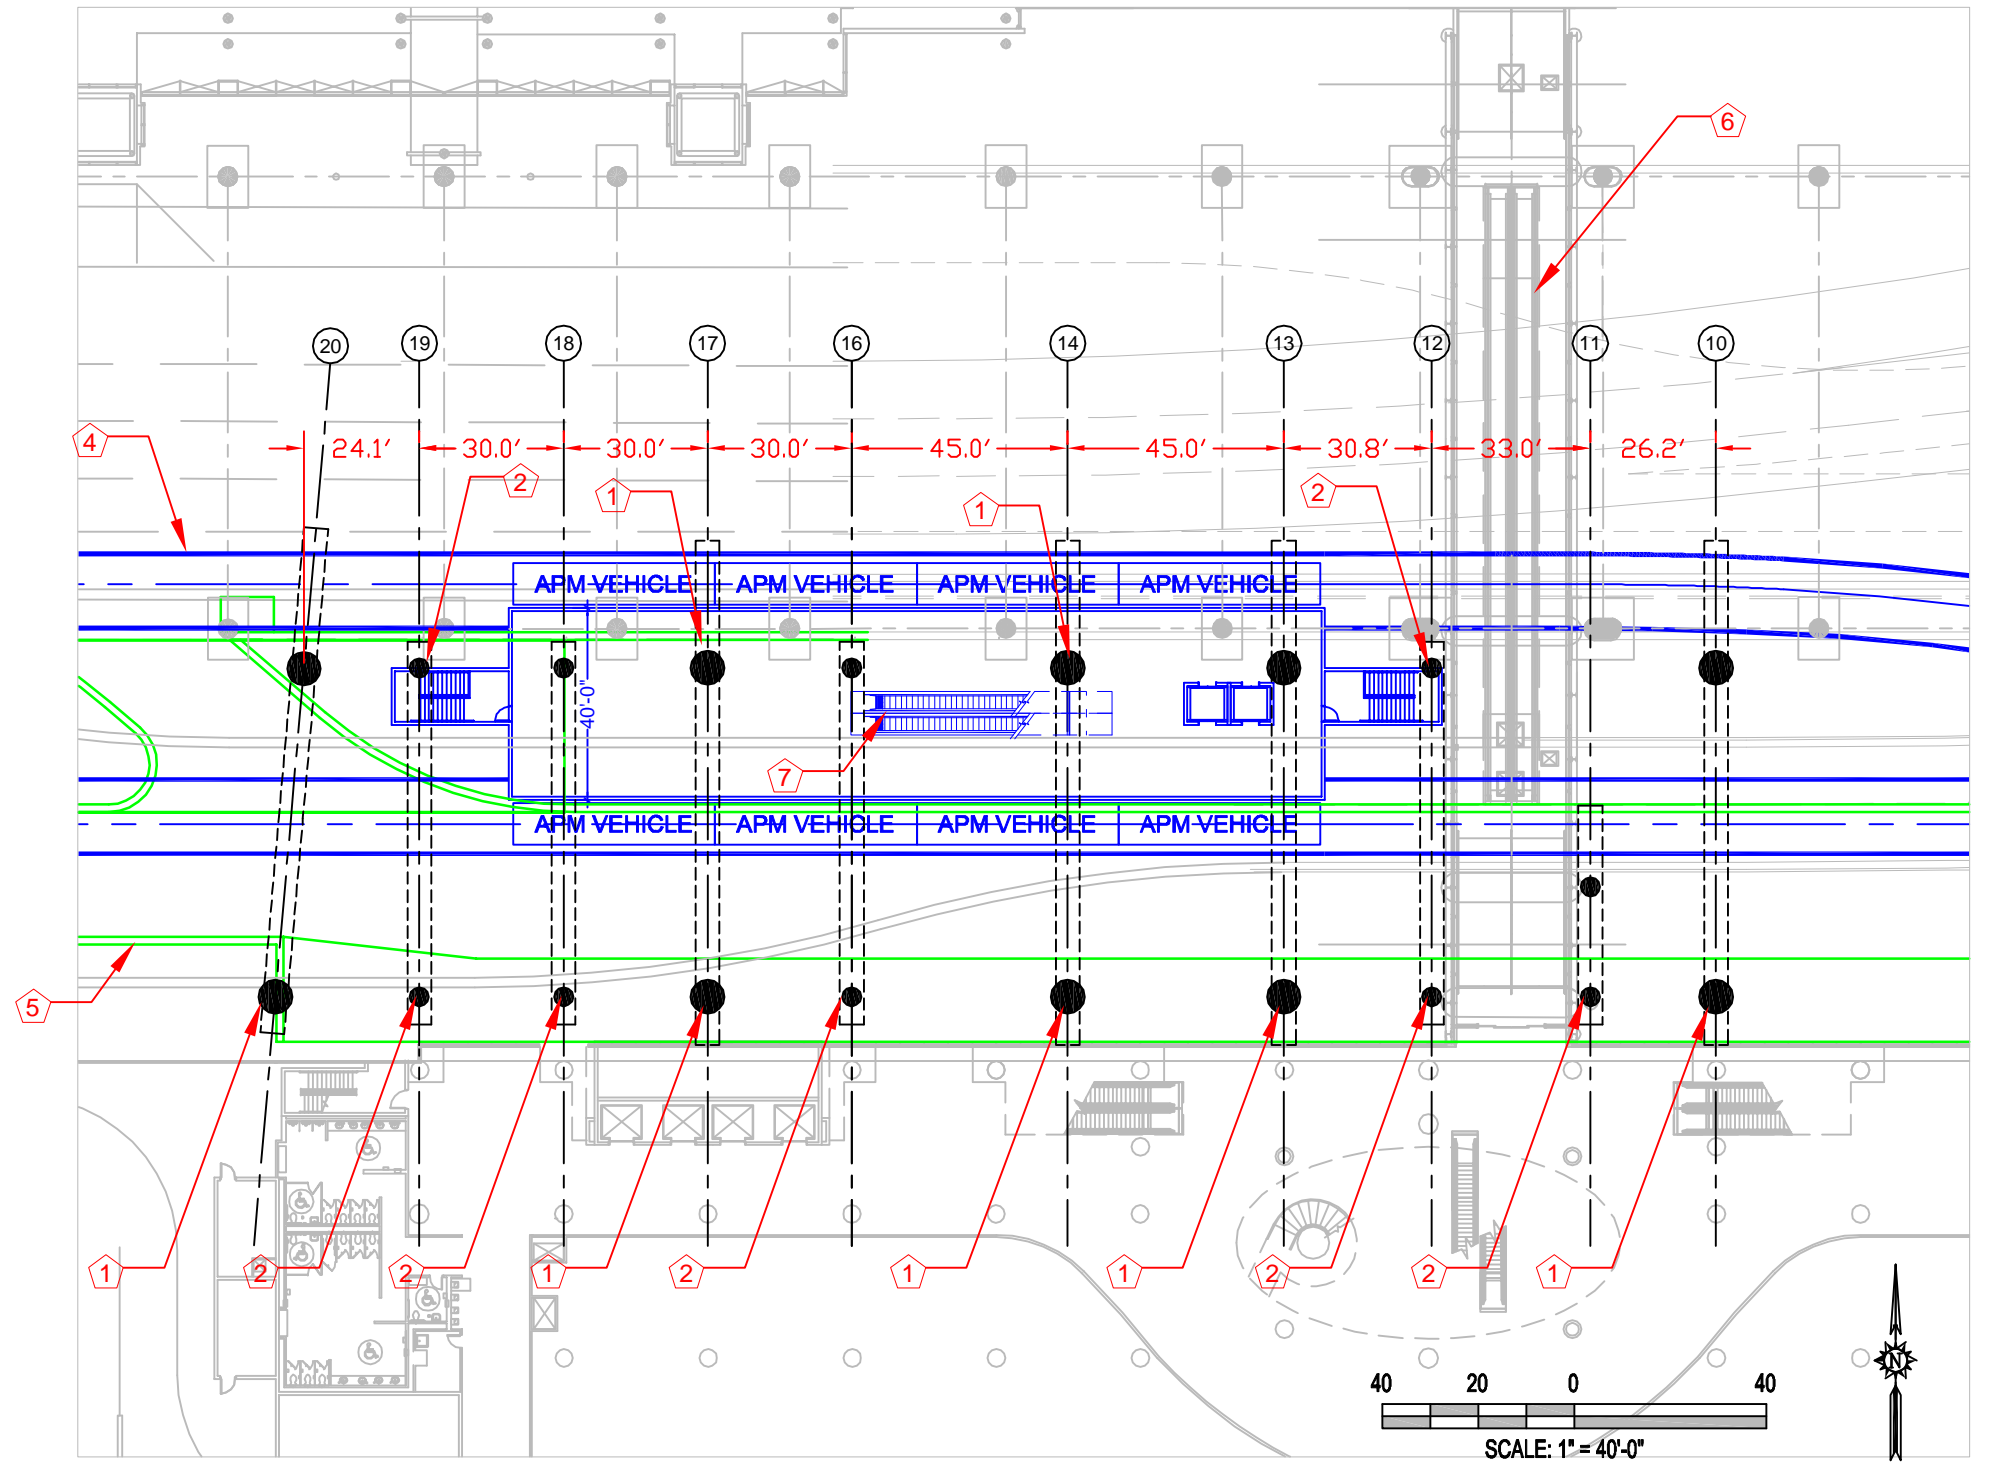 6
20 19 18 17 16 14 13 12 11 10
4
24.1' 30.0' 30.0' 30.0' 45.0' 45.0' 30.8' 33.0' 26.2'
2 1 1 2
APM VEHICLE APM VEHICLE APM VEHICLE APM VEHICLE
40'-0"
7
APM VEHICLE APM VEHICLE APM VEHICLE APM VEHICLE
5
1 2 2 1 2 1 1 2 2 1
N
40 20 0 40
SCALE: 1" = 40'-0"